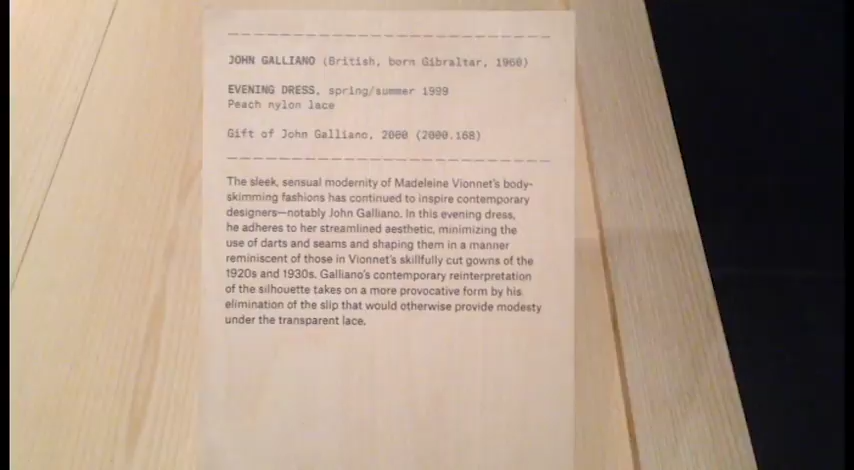 JOHN GALLIANO (British, born Gibraltar, 1960)
EVENING DRESS, spring/summer 1999
Peach nylon lace
Gift of John Galliano, 2000 (2000.168)
The sleek, sensual modernity of Madeleine Vionnet's body-
skimming fashions has continued to inspire contemporary
designers—notably John Galliano. In this evening dress,
he adheres to her streamlined aesthetic, minimizing the
use of darts and seams and shaping them in a manner
reminiscent of those in Vionnet's skillfully cut gowns of the
1920s and 1930s. Galliano's contemporary reinterpretation
of the silhouette takes on a more provocative form by his
elimination of the slip that would otherwise provide modesty
under the transparent lace.